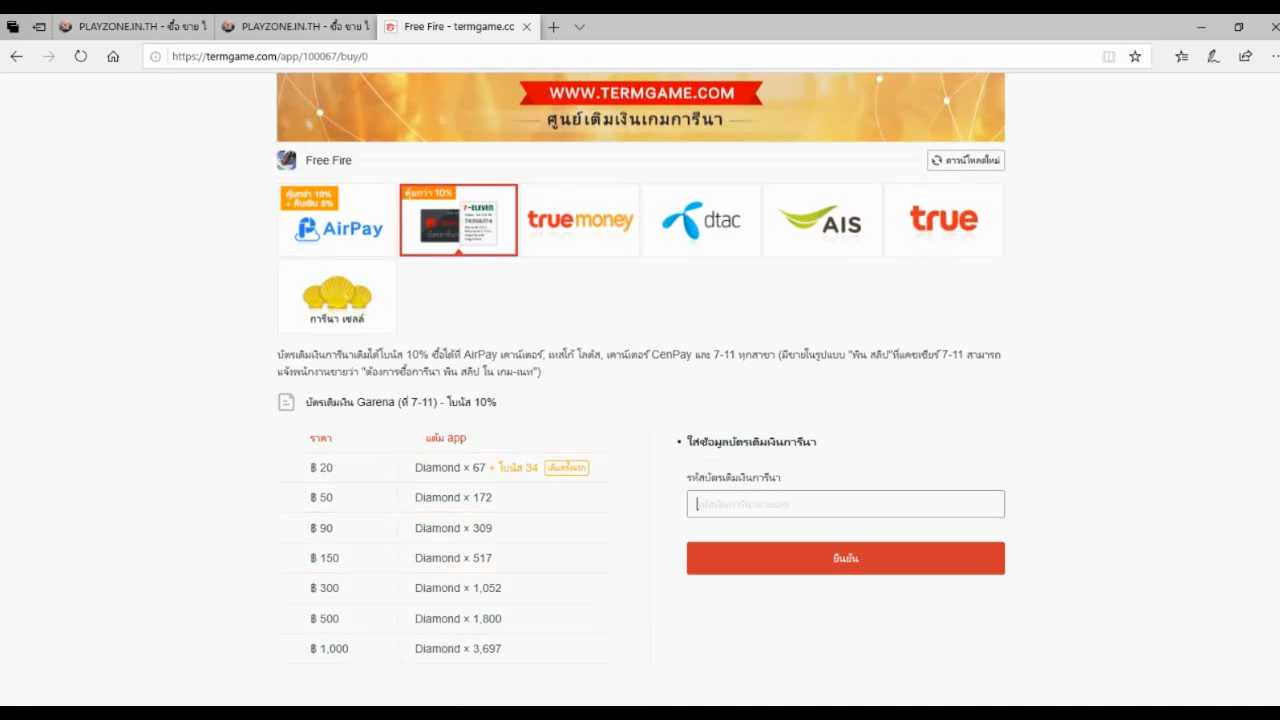 PLAYZONE.IN.TH - ซื้อ ขาย ไ
PLAYZONE.IN.TH - ซื้อ ขาย ไ
Free Fire - termgame.cc
https://termgame.com/app/100067/buy/0
WWW.TERMGAME.COM
ศูนย์เติมเงินเกมการีนา
Free Fire
ดาวน์โหลดใหม่
คุ้มกว่า 10%
+ คืนเงิน 5%
AirPay
คุ้มกว่า 10%
7-ELEVEN
truemoney
dtac
AIS
true
การีนา เชลล์
บัตรเติมเงินการีนาเติมได้โบนัส 10% ซื้อได้ที่ AirPay เคาน์เตอร์, เทสโก้ โลตัส, เคาน์เตอร์ CenPay และ 7-11 ทุกสาขา (มีขายในรูปแบบ "พิน สลิป"ที่แคชเชียร์ 7-11 สามารถ
แจ้งพนักงานขายว่า "ต้องการซื้อการีนา พิน สลิป ใน เกม-เนท")
บัตรเติมเงิน Garena (ที่ 7-11) - โบนัส 10%
ราคา แต้ม app
฿ 20 Diamond × 67 + โบนัส 34 เติมครั้งแรก
฿ 50 Diamond × 172
฿ 90 Diamond × 309
฿ 150 Diamond × 517
฿ 300 Diamond × 1,052
฿ 500 Diamond × 1,800
฿ 1,000 Diamond × 3,697
• ใส่ข้อมูลบัตรเติมเงินการีนา
รหัสบัตรเติมเงินการีนา
ยืนยัน